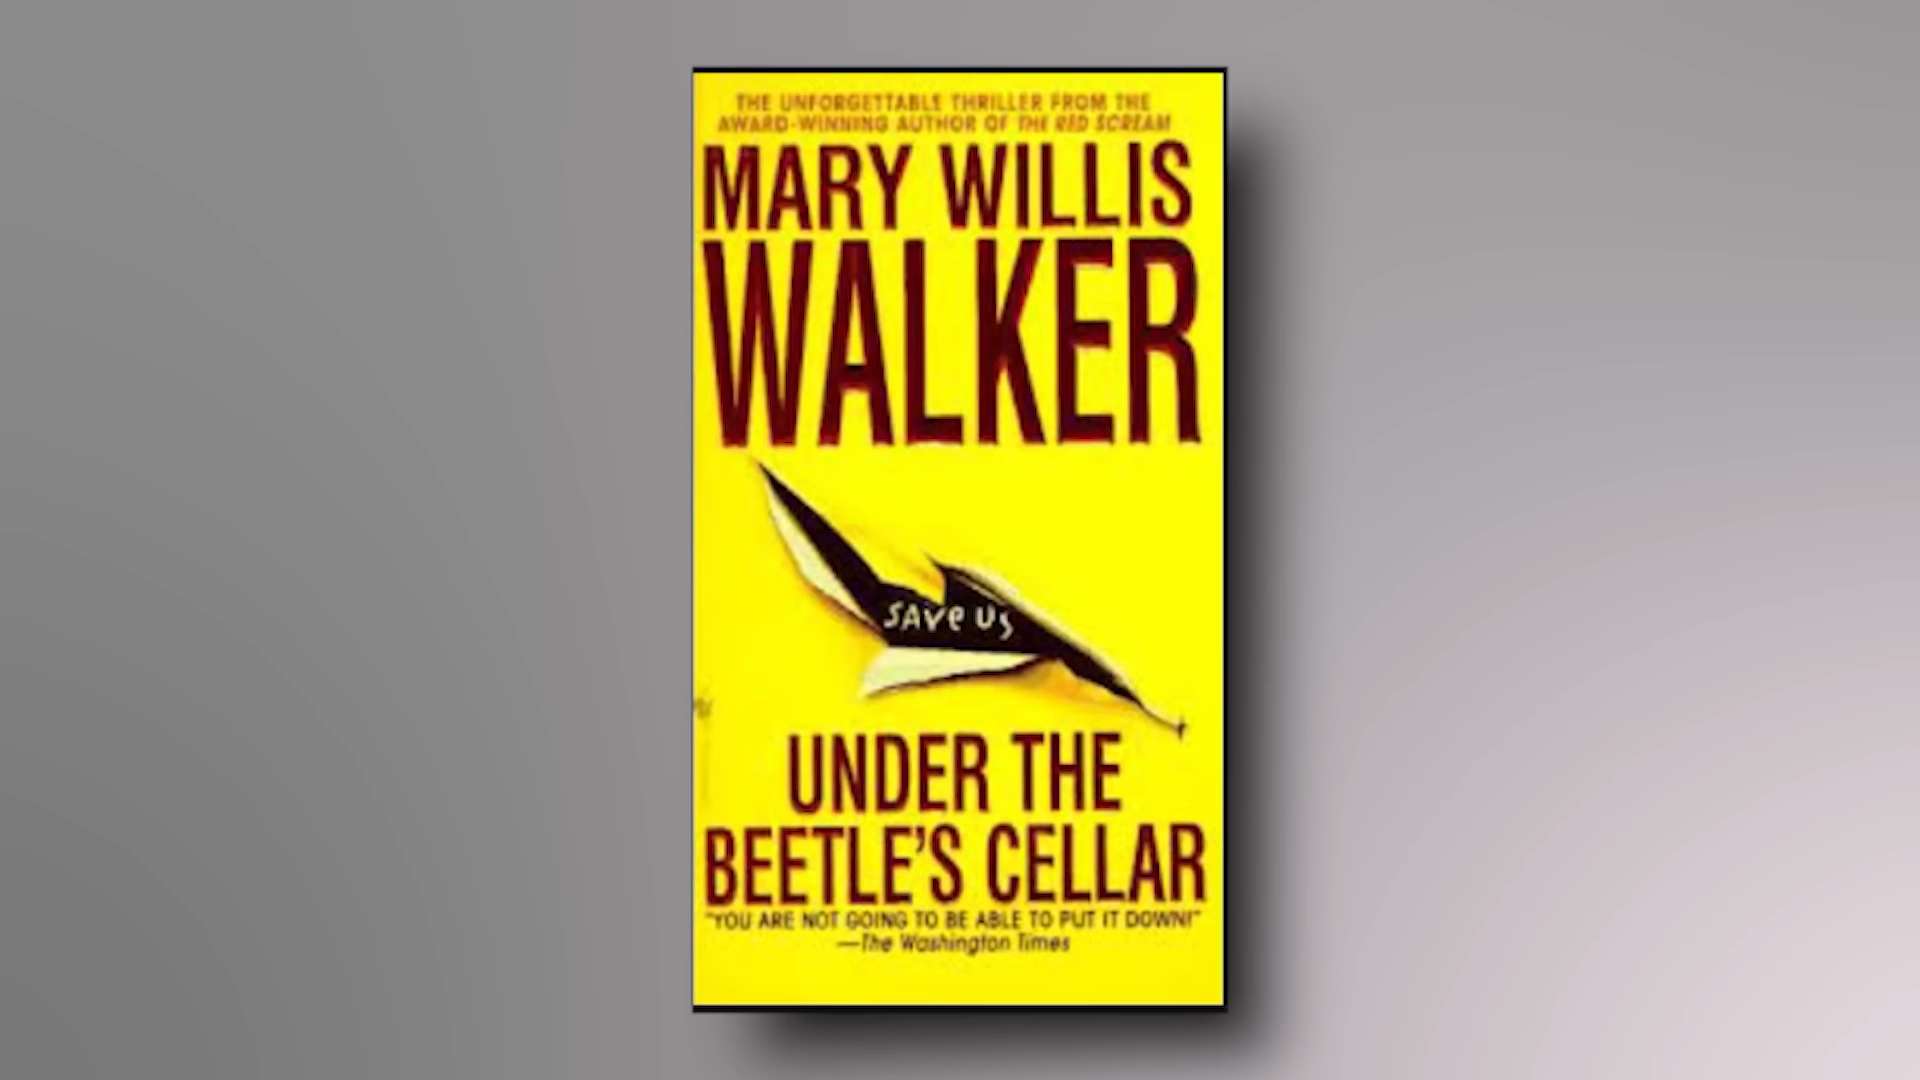 THE UNFORGETTABLE THRILLER FROM THE
AWARD-WINNING AUTHOR OF THE RED SCREAM
MARY WILLIS
WALKER
SAVE US
UNDER THE
BEETLE'S CELLAR
"YOU ARE NOT GOING TO BE ABLE TO PUT IT DOWN!"
—The Washington Times